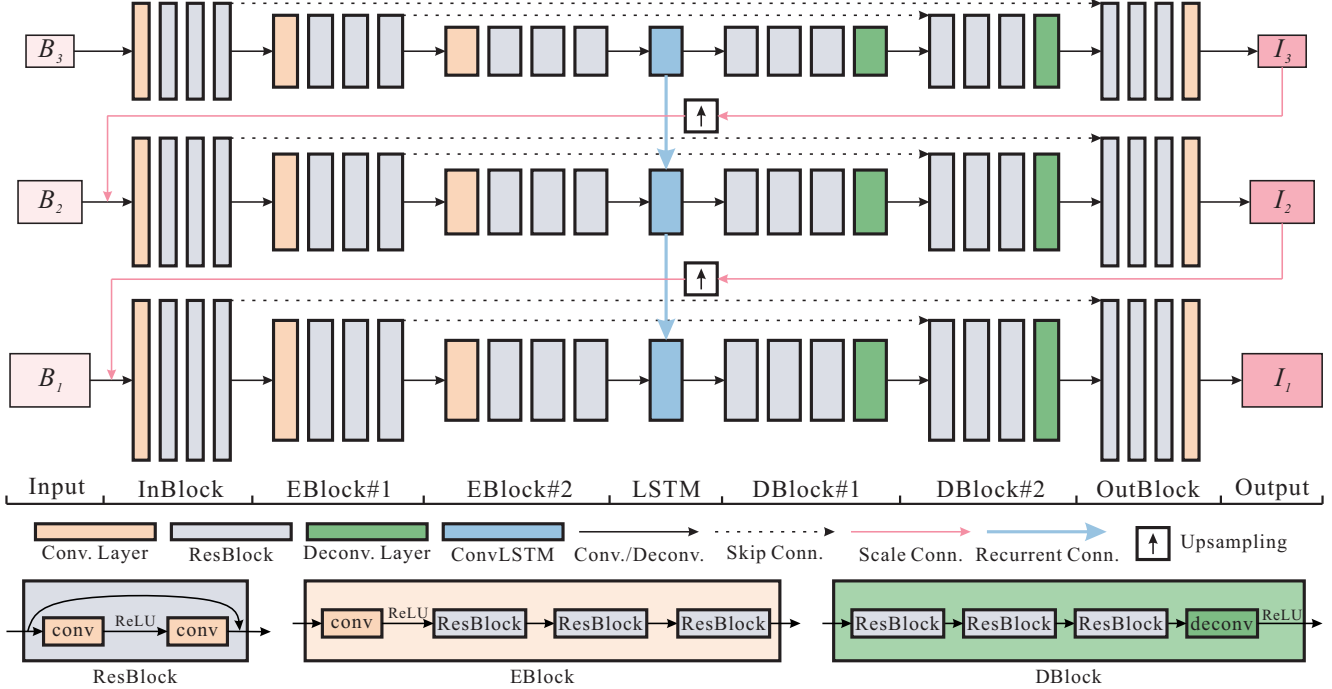 B3
I3
B2
I2
B1
I1
Input InBlock EBlock#1 EBlock#2 LSTM DBlock#1 DBlock#2 OutBlock Output
Conv. Layer ResBlock Deconv. Layer ConvLSTM Conv./Deconv. Skip Conn. Scale Conn. Recurrent Conn. Upsampling
conv ReLU conv
ResBlock
conv ReLU ResBlock ResBlock ResBlock
EBlock
ResBlock ResBlock ResBlock deconv ReLU
DBlock